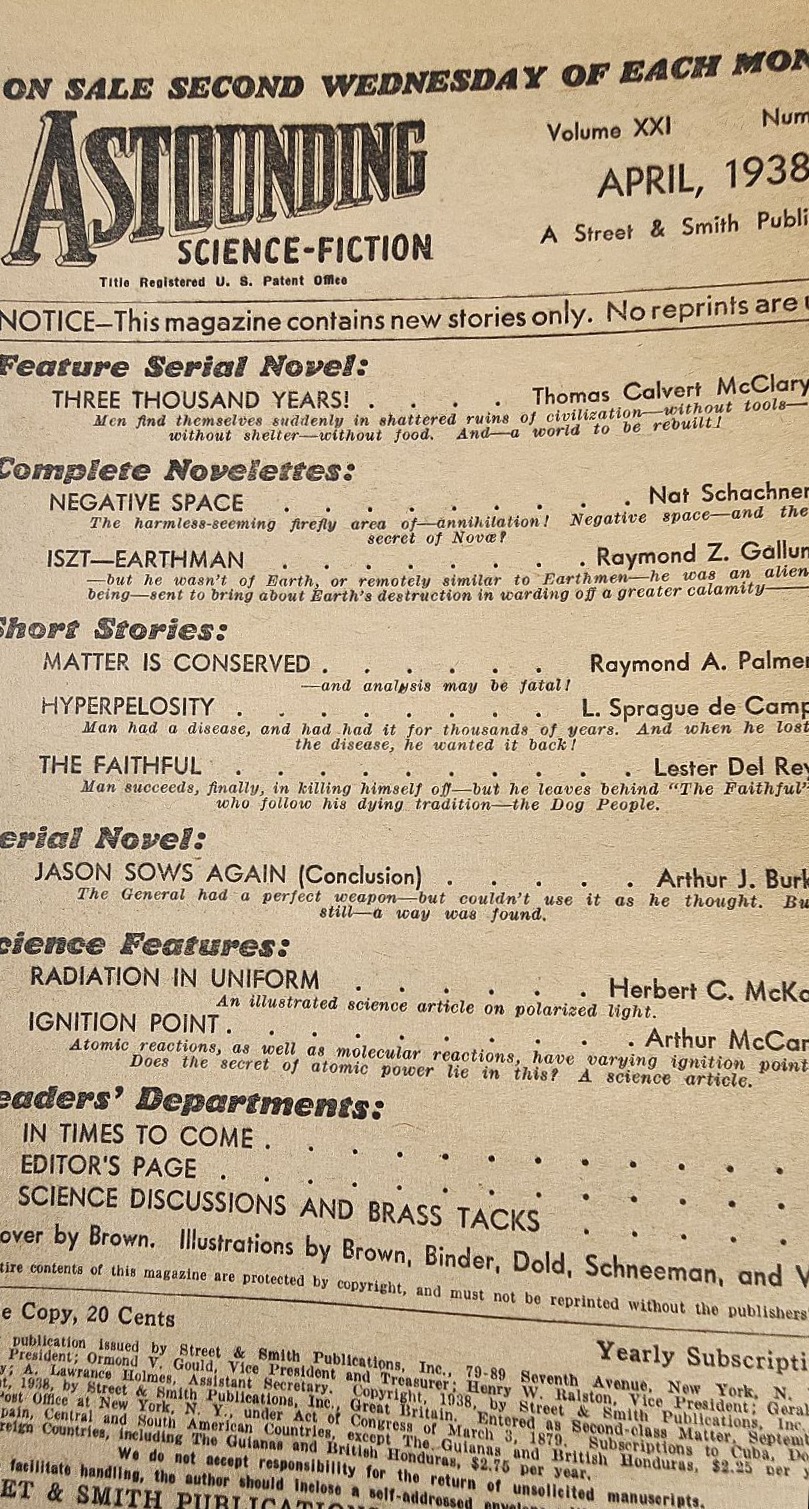 ON SALE SECOND WEDNESDAY OF EACH MON
ASTOUNDING
SCIENCE-FICTION
Title Registered U. S. Patent Office
Volume XXI Num
APRIL, 1938
A Street & Smith Publi
NOTICE—This magazine contains new stories only. No reprints are u
Feature Serial Novel:
THREE THOUSAND YEARS! . . . . Thomas Calvert McClary
Men find themselves suddenly in shattered ruins of civilization—without tools—
without shelter—without food. And—a world to be rebuilt!
Complete Novelettes:
NEGATIVE SPACE . . . . . . . . . Nat Schachner
The harmless-seeming firefly area of—annihilation! Negative space—and the
secret of Novæ?
ISZT—EARTHMAN . . . . . . . Raymond Z. Gallun
—but he wasn't of Earth, or remotely similar to Earthmen—he was an alien
being—sent to bring about Earth's destruction in warding off a greater calamity——
Short Stories:
MATTER IS CONSERVED . . . . . . Raymond A. Palmer
—and analysis may be fatal!
HYPERPELOSITY . . . . . . . . L. Sprague de Camp
Man had a disease, and had had it for thousands of years. And when he lost
the disease, he wanted it back!
THE FAITHFUL . . . . . . . . . . Lester Del Rey
Man succeeds, finally, in killing himself off—but he leaves behind "The Faithful"
who follow his dying tradition—the Dog People.
erial Novel:
JASON SOWS AGAIN (Conclusion) . . . . . Arthur J. Burk
The General had a perfect weapon—but couldn't use it as he thought. Bu
still—a way was found.
cience Features:
RADIATION IN UNIFORM . . . . . . Herbert C. McKa
An illustrated science article on polarized light.
IGNITION POINT . . . . . . . . . . Arthur McCan
Atomic reactions, as well as molecular reactions, have varying ignition point
Does the secret of atomic power lie in this? A science article.
eaders' Departments:
IN TIMES TO COME . . . . . . . . . . .
EDITOR'S PAGE . . . . . . . . . . . .
SCIENCE DISCUSSIONS AND BRASS TACKS . . . .
over by Brown. Illustrations by Brown, Binder, Dold, Schneeman, and W
tire contents of this magazine are protected by copyright, and must not be reprinted without the publishers'
e Copy, 20 Cents Yearly Subscripti
publication issued by Street & Smith Publications, Inc., 79-89 Seventh Avenue, New York, N.
President; Ormond V. Gould, Vice President and Treasurer; Henry W. Ralston, Vice President; Geral
y; A. Lawrence Holmes, Assistant Secretary. Copyright, 1938, by Street & Smith Publications, Inc
ht, 1938, by Street & Smith Publications, Inc., Great Britain. Entered as Second-class Matter, Septemb
Post Office at New York, N. Y., under Act of Congress of March 3, 1879. Subscriptions to Cuba, Do
pain, Central and South American Countries, except The Guianas and British Honduras, $2.25 per y
reign Countries, including The Guianas and British Honduras, $2.75 per year.
We do not accept responsibility for the return of unsolicited manuscripts.
facilitate handling, the author should inclose a self-addressed envelope
ET & SMITH PUBLICATIONS